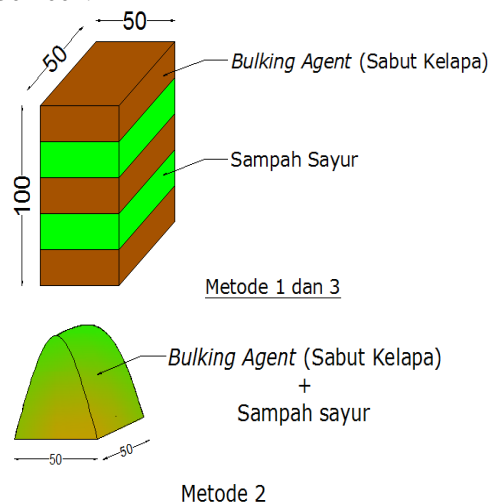 50
50
Bulking Agent (Sabut Kelapa)
Sampah Sayur
100
Metode 1 dan 3
Bulking Agent (Sabut Kelapa)
+
Sampah sayur
50
50
Metode 2